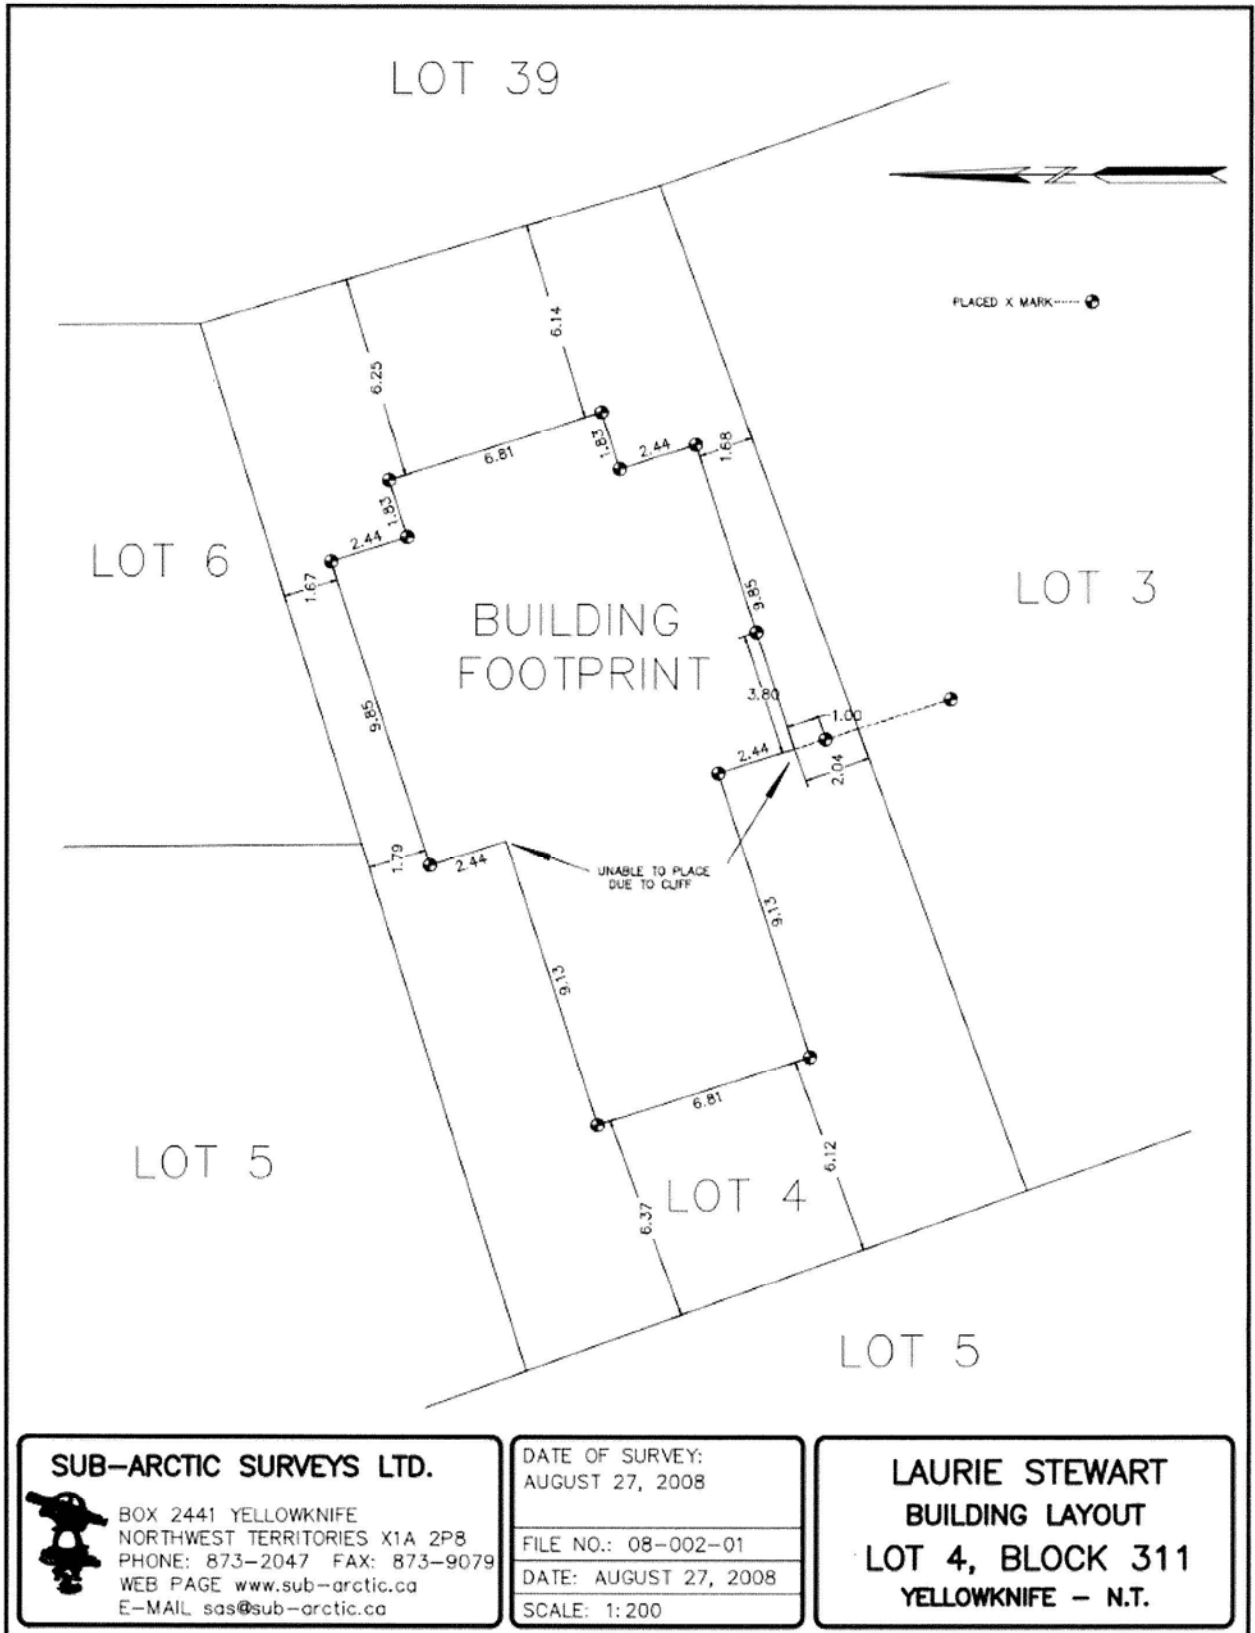 LOT 39
Z
PLACED X MARK
6.14
6.25
1.83
2.44
1.68
6.81
1.83
2.44
LOT 6
1.67
LOT 3
BUILDING
FOOTPRINT
9.85
3.80
9.85
1.00
2.44
2.04
1.79
2.44
UNABLE TO PLACE
DUE TO CLIFF
9.13
9.13
6.81
6.12
LOT 5
LOT 4
6.37
LOT 5
SUB-ARCTIC SURVEYS LTD.
BOX 2441 YELLOWKNIFE
NORTHWEST TERRITORIES X1A 2P8
PHONE: 873-2047 FAX: 873-9079
WEB PAGE www.sub-arctic.ca
E-MAIL sas@sub-arctic.ca
DATE OF SURVEY:
AUGUST 27, 2008
FILE NO.: 08-002-01
DATE: AUGUST 27, 2008
SCALE: 1:200
LAURIE STEWART
BUILDING LAYOUT
LOT 4, BLOCK 311
YELLOWKNIFE - N.T.